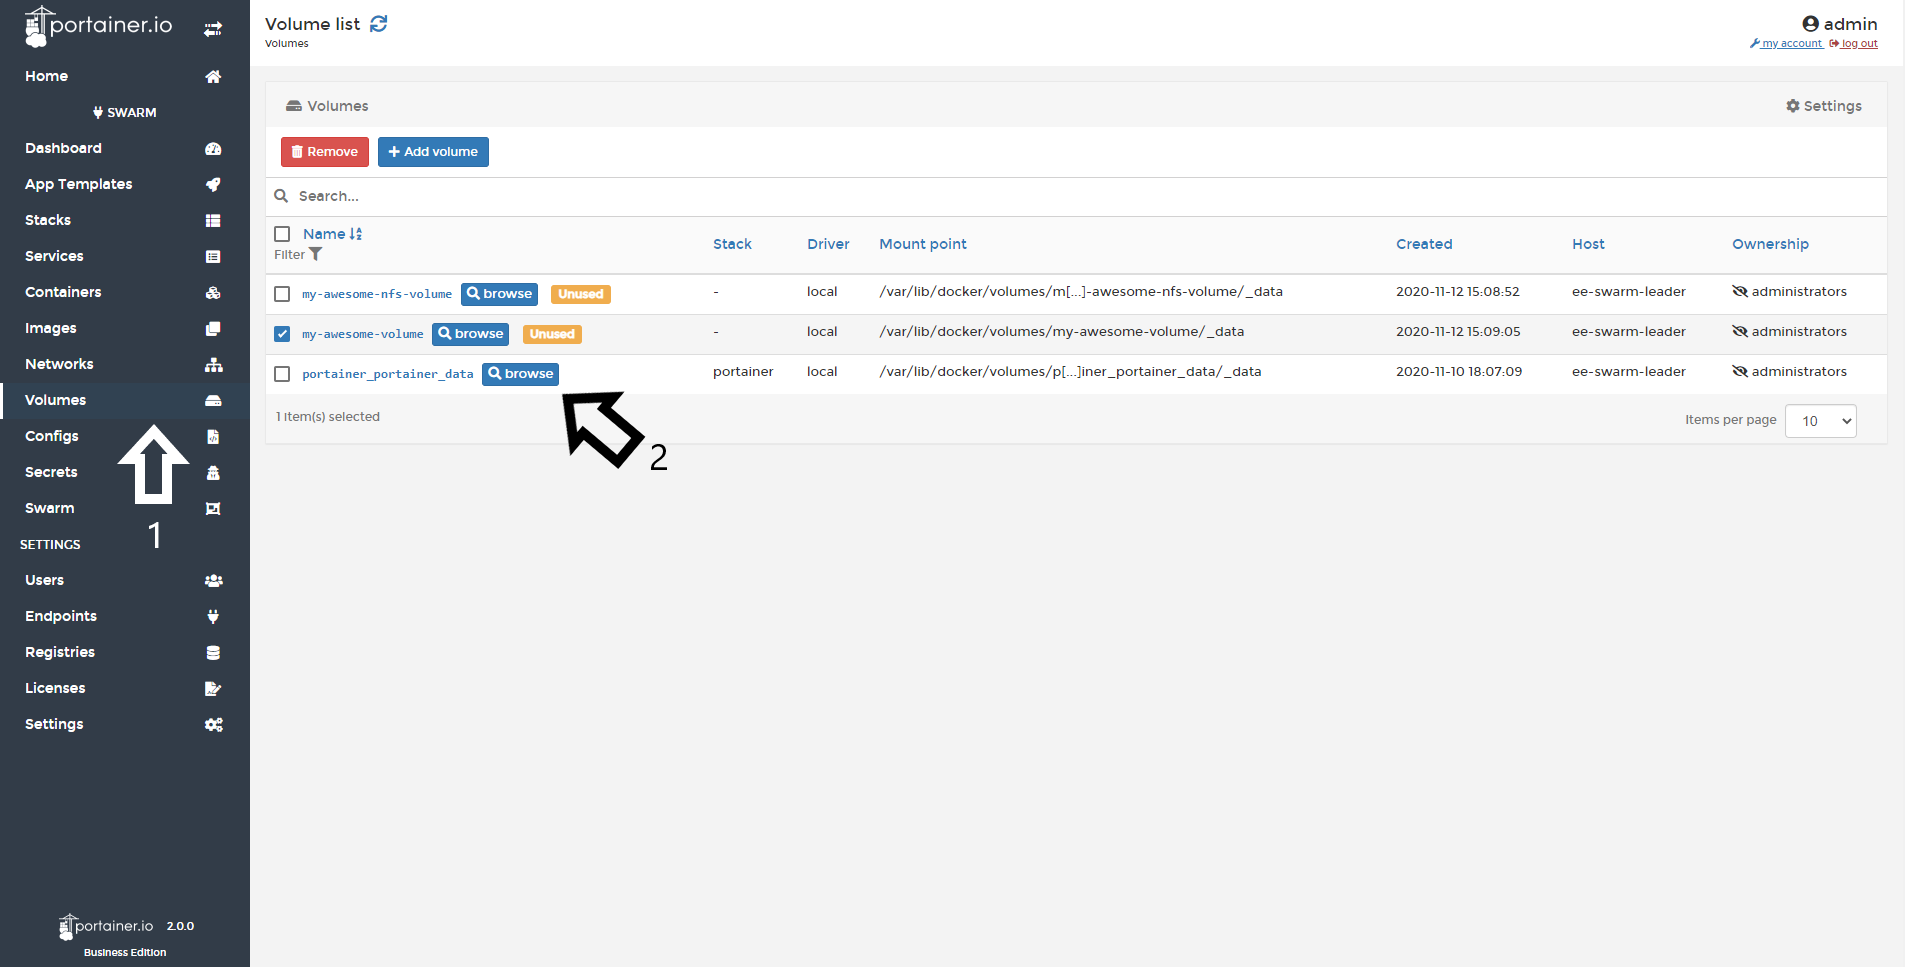 portainer.io
Home
SWARM
Dashboard
App Templates
Stacks
Services
Containers
Images
Networks
Volumes
Configs
Secrets
Swarm
1
SETTINGS
Users
Endpoints
Registries
Licenses
Settings
portainer.io 2.0.0
Business Edition
Volume list
Volumes
admin
my account log out
Volumes Settings
Remove Add volume
Search...
Name Stack Driver Mount point Created Host Ownership
Filter
my-awesome-nfs-volume browse Unused - local /var/lib/docker/volumes/m[...]-awesome-nfs-volume/_data 2020-11-12 15:08:52 ee-swarm-leader administrators
my-awesome-volume browse Unused - local /var/lib/docker/volumes/my-awesome-volume/_data 2020-11-12 15:09:05 ee-swarm-leader administrators
portainer_portainer_data browse portainer local /var/lib/docker/volumes/p[...]iner_portainer_data/_data 2020-11-10 18:07:09 ee-swarm-leader administrators
1 item(s) selected
Items per page 10
2